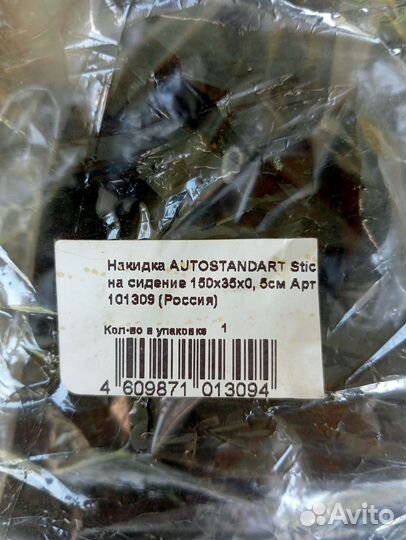 Накидка AUTOSTANDART Stic
на сидение 150х35х0, 5см Арт
101309 (Россия)
Кол-во в упаковке 1
4 609871 013094
Avito